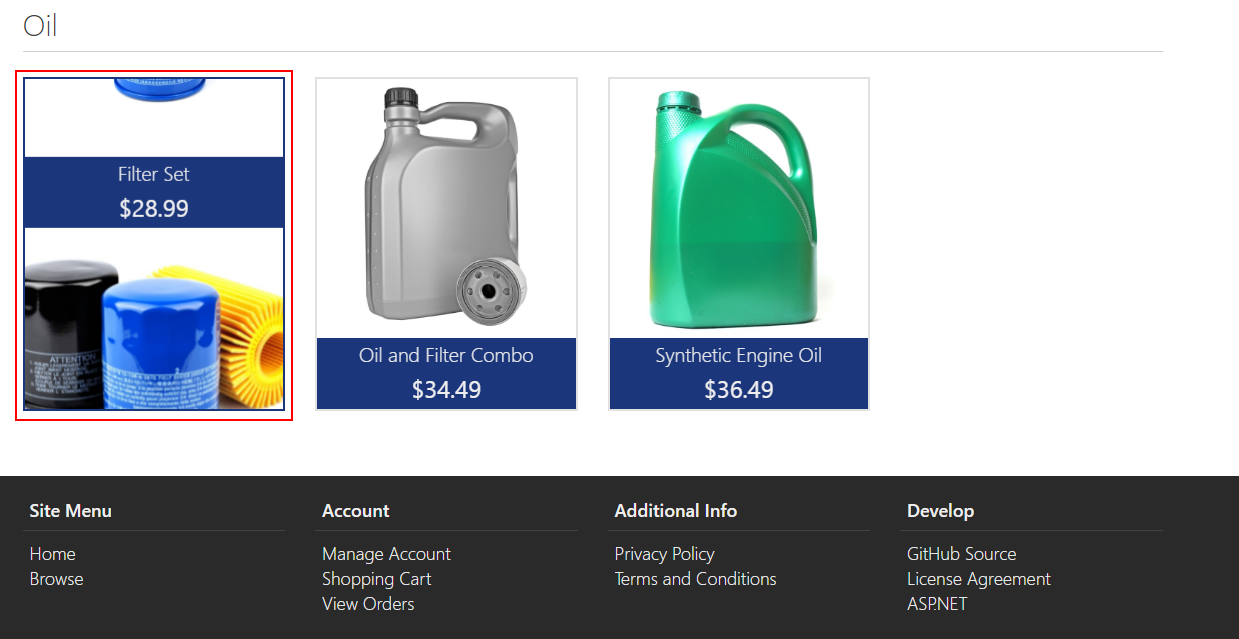 Oil
Filter Set
$28.99
ATTENTION
Oil and Filter Combo
$34.49
Synthetic Engine Oil
$36.49
Site Menu
Home
Browse
Account
Manage Account
Shopping Cart
View Orders
Additional Info
Privacy Policy
Terms and Conditions
Develop
GitHub Source
License Agreement
ASP.NET